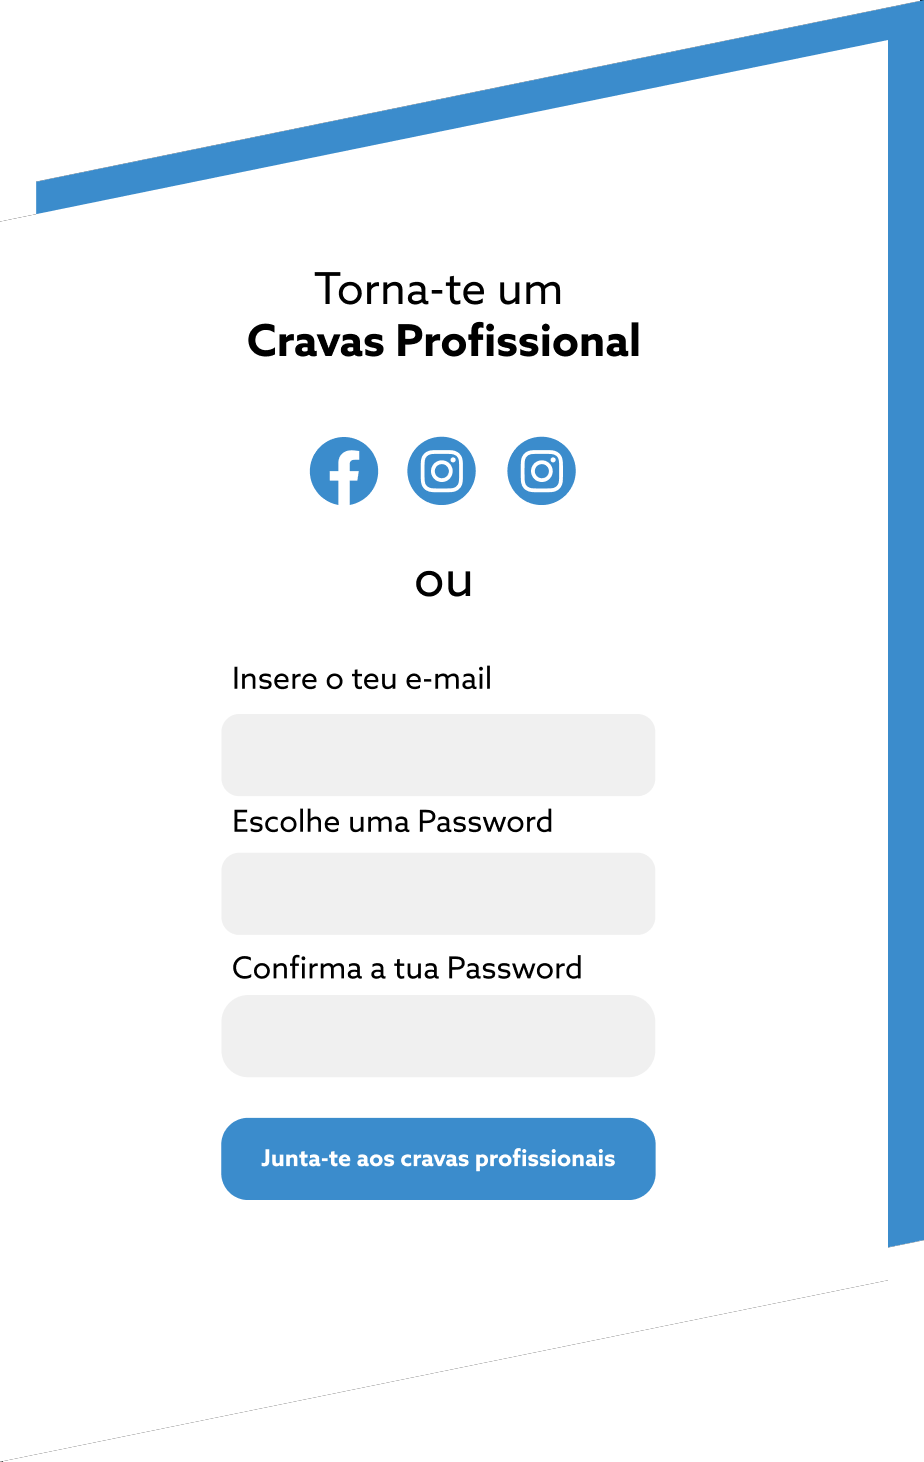 Torna-te um
Cravas Profissional
ou
Insere o teu e-mail
Escolhe uma Password
Confirma a tua Password
Junta-te aos cravas profissionais